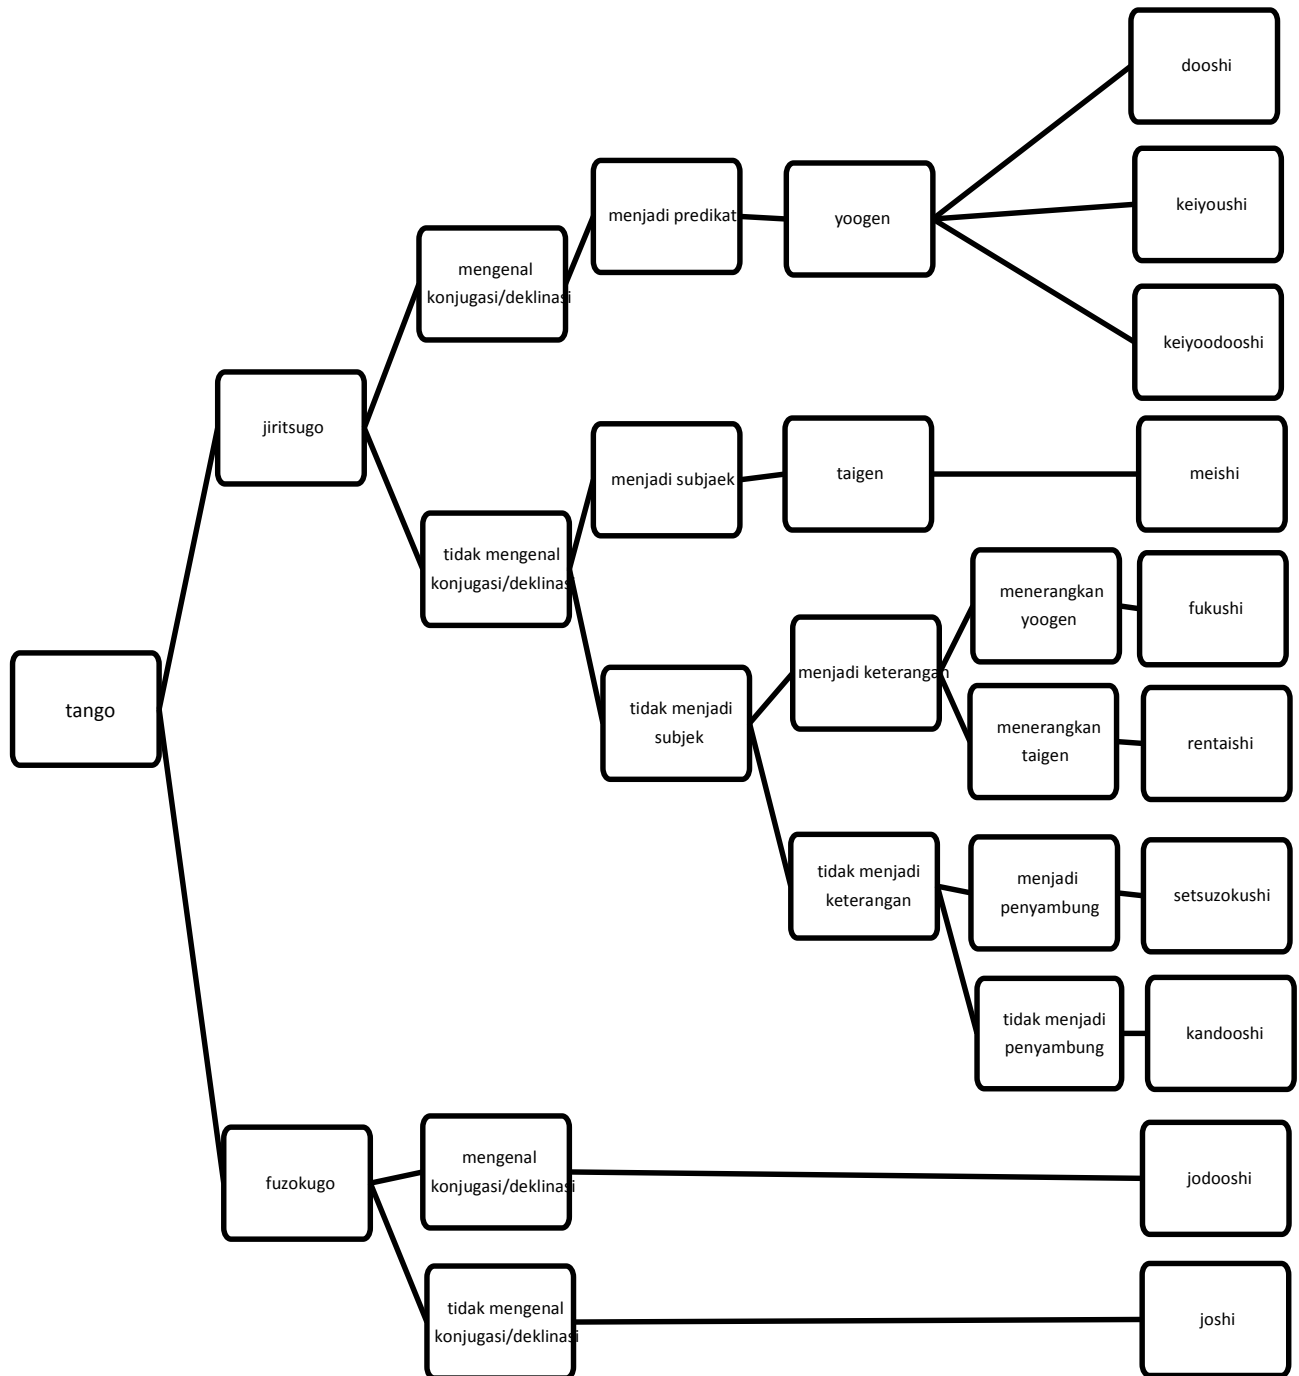 dooshi
keiyoushi
menjadi predikat
yoogen
mengenal
konjugasi/deklinasi
keiyoodooshi
jiritsugo
menjadi subjaek
taigen
meishi
tidak mengenal
konjugasi/deklinasi
menerangkan
yoogen
fukushi
menjadi keterangan
tango
tidak menjadi
subjek
menerangkan
taigen
rentaishi
tidak menjadi
keterangan
menjadi
penyambung
setsuzokushi
tidak menjadi
penyambung
kandooshi
fuzokugo
mengenal
konjugasi/deklinasi
jodooshi
tidak mengenal
konjugasi/deklinasi
joshi